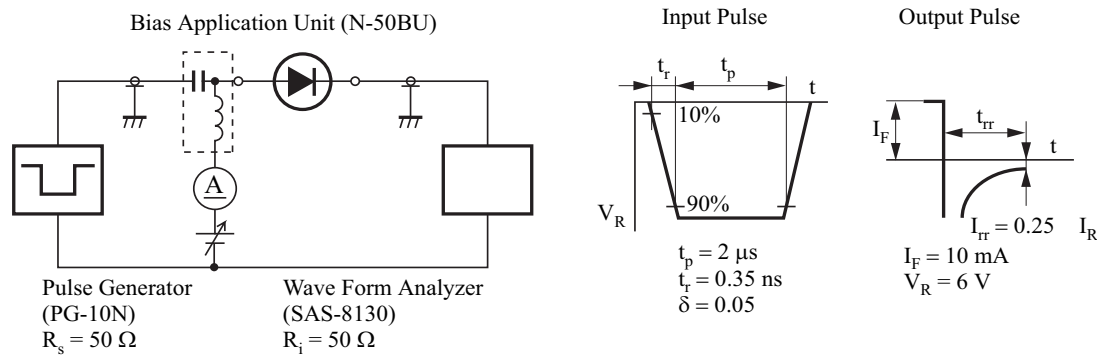 Bias Application Unit (N-50BU)
A
Pulse Generator
(PG-10N)
R_s = 50 Ω
Wave Form Analyzer
(SAS-8130)
R_i = 50 Ω
Input Pulse
t_r
t_p
t
10%
90%
V_R
t_p = 2 μs
t_r = 0.35 ns
δ = 0.05
Output Pulse
I_F
t_rr
t
I_rr = 0.25 I_R
I_F = 10 mA
V_R = 6 V